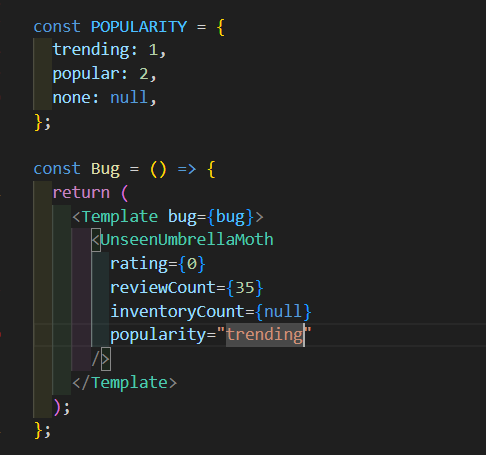 const POPULARITY = {
  trending: 1,
  popular: 2,
  none: null,
};

const Bug = () => {
  return (
    <Template bug={bug}>
      <UnseenUmbrellaMoth
        rating={0}
        reviewCount={35}
        inventoryCount={null}
        popularity="trending"
      />
    </Template>
  );
};